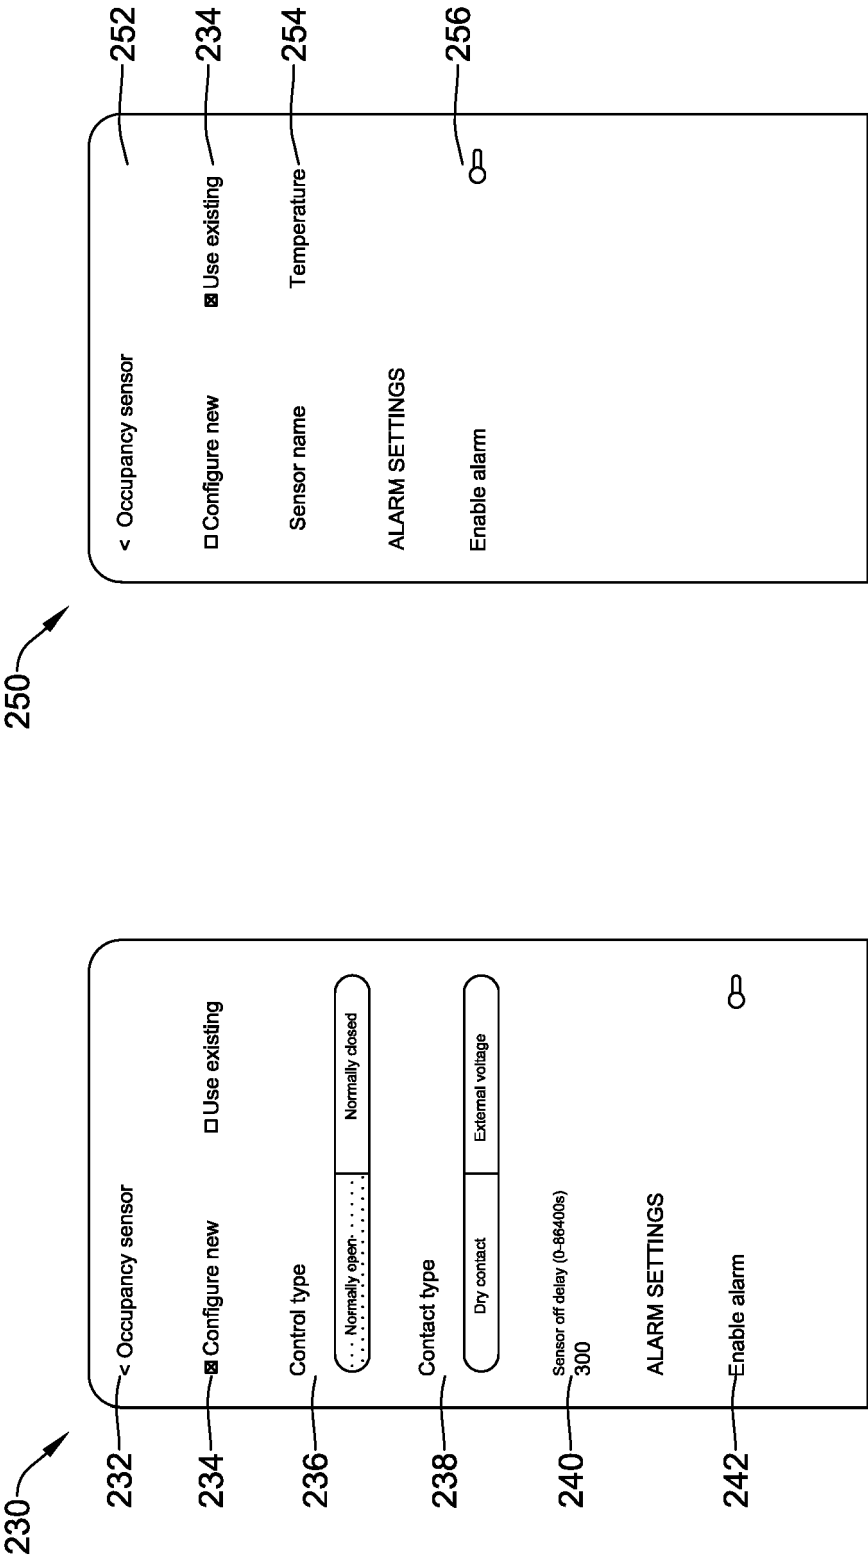 230
232
< Occupancy sensor
234
☒ Configure new ☐ Use existing
236
Control type
Normally open Normally closed
238
Contact type
Dry contact External voltage
240
Sensor off delay (0-86400s)
300
ALARM SETTINGS
242
Enable alarm
250
< Occupancy sensor
252
☐ Configure new ☒ Use existing
234
Sensor name Temperature
254
ALARM SETTINGS
Enable alarm
256